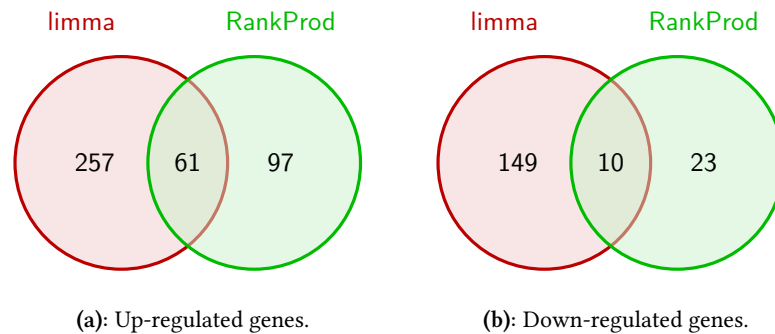 limma RankProd limma RankProd
257 61 97 149 10 23
(a): Up-regulated genes. (b): Down-regulated genes.